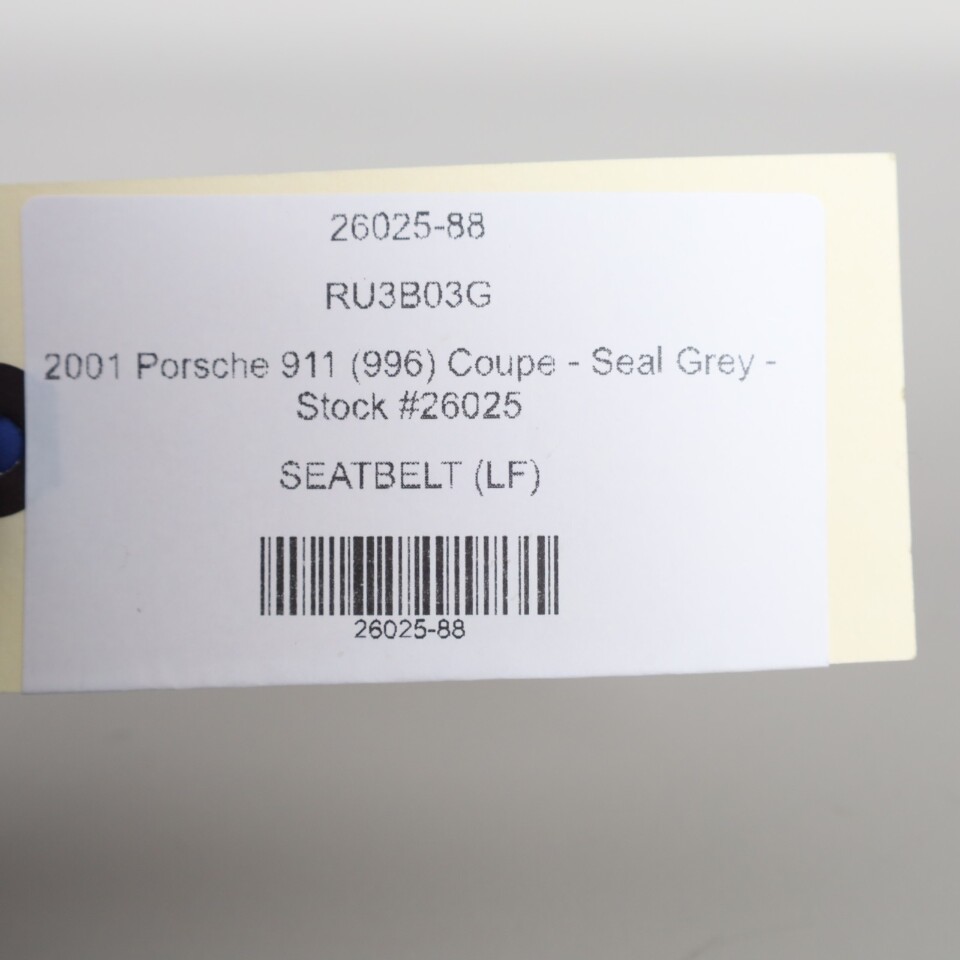 26025-88
RU3B03G
2001 Porsche 911 (996) Coupe - Seal Grey -
Stock #26025
SEATBELT (LF)
26025-88